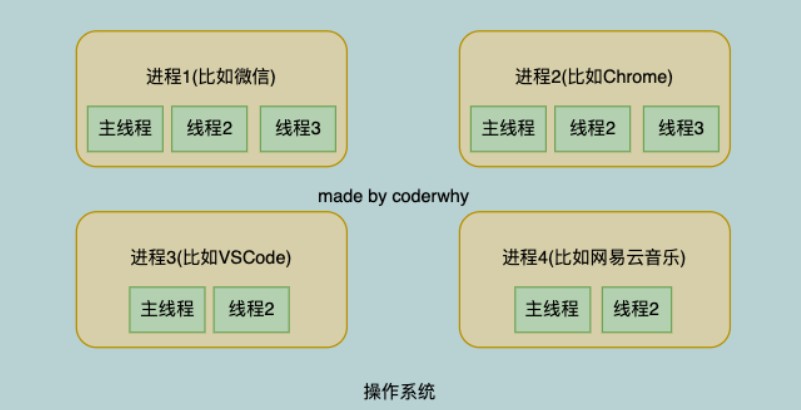 进程1(比如微信)
主线程
线程2
线程3
进程2(比如Chrome)
主线程
线程2
线程3
made by coderwhy
进程3(比如VSCode)
主线程
线程2
进程4(比如网易云音乐)
主线程
线程2
操作系统